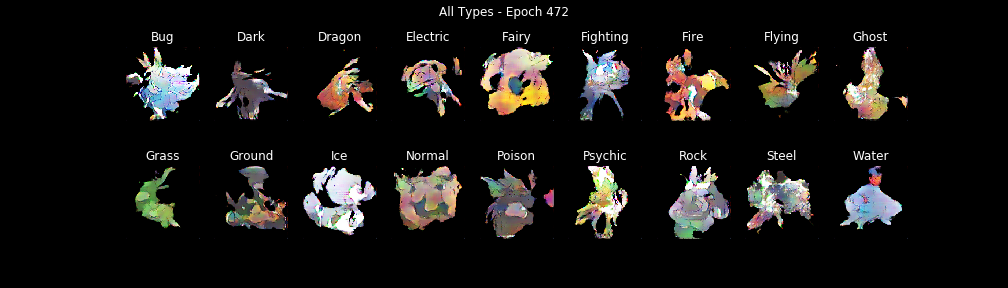 All Types - Epoch 472
Bug Dark Dragon Electric Fairy Fighting Fire Flying Ghost
Grass Ground Ice Normal Poison Psychic Rock Steel Water